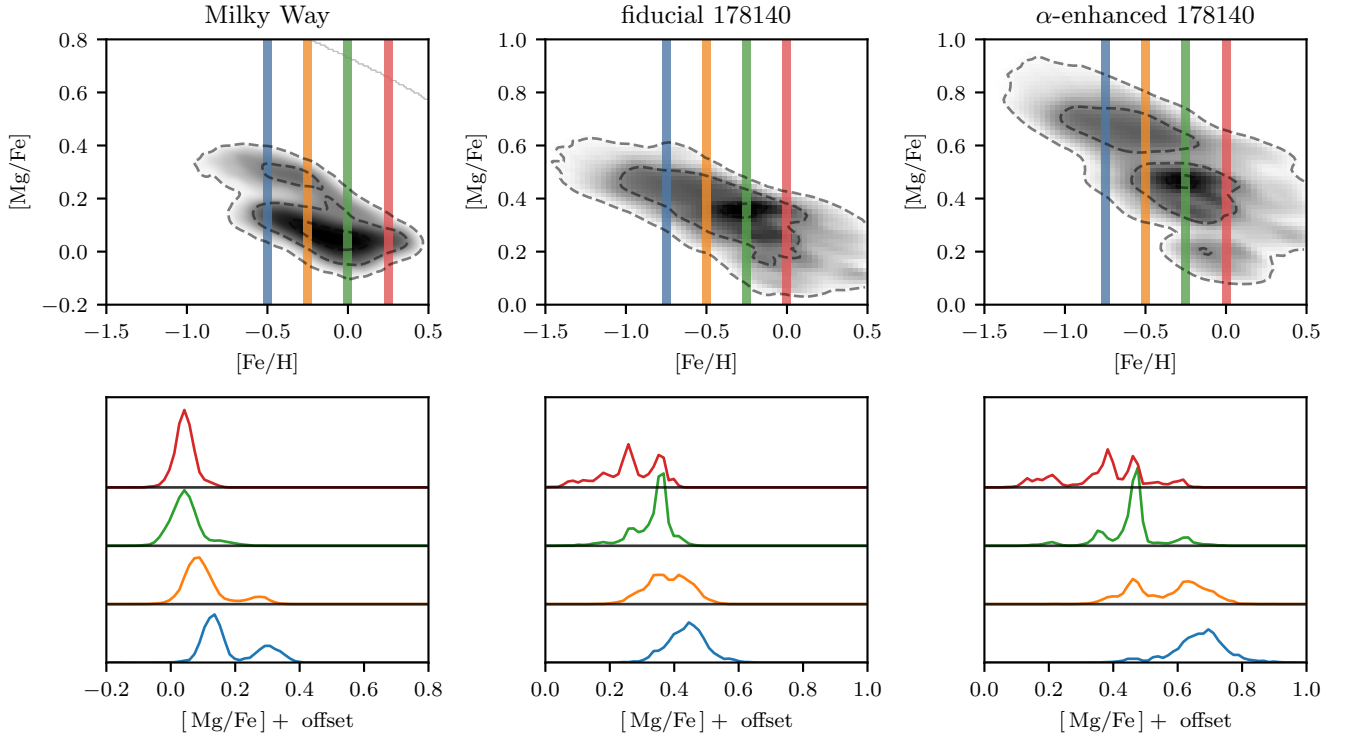 Milky Way
fiducial 178140
α-enhanced 178140
0.8
0.6
0.4
0.2
0.0
−0.2
[Mg/Fe]
−1.5 −1.0 −0.5 0.0 0.5
[Fe/H]
1.0
0.8
0.6
0.4
0.2
0.0
[Mg/Fe]
−1.5 −1.0 −0.5 0.0 0.5
[Fe/H]
1.0
0.8
0.6
0.4
0.2
0.0
[Mg/Fe]
−1.5 −1.0 −0.5 0.0 0.5
[Fe/H]
−0.2 0.0 0.2 0.4 0.6 0.8
[Mg/Fe] + offset
0.0 0.2 0.4 0.6 0.8 1.0
[Mg/Fe] + offset
0.0 0.2 0.4 0.6 0.8 1.0
[Mg/Fe] + offset